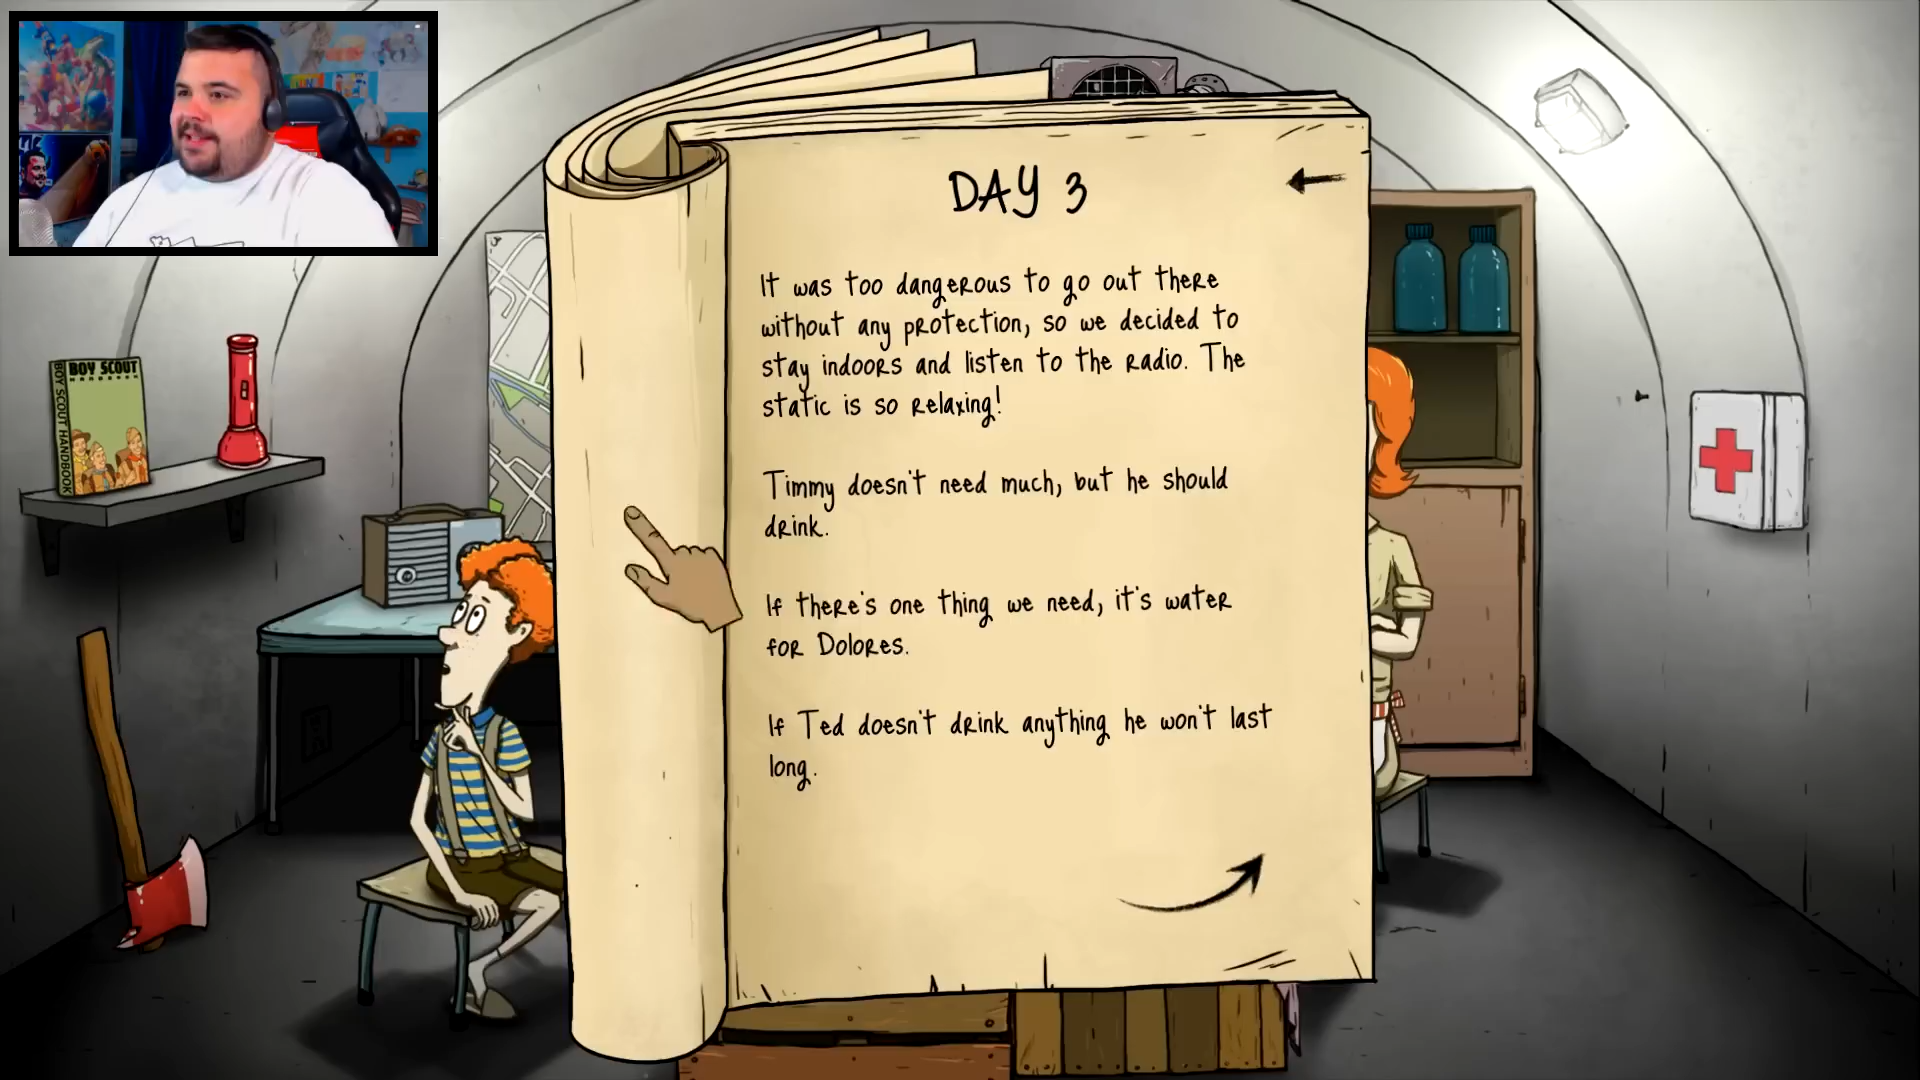 BOY SCOUT
HANDBOOK
BOY SCOUT HANDBOOK
DAY 3
It was too dangerous to go out there
without any protection, so we decided to
stay indoors and listen to the radio. The
static is so relaxing!
Timmy doesn't need much, but he should
drink.
If there's one thing we need, it's water
for Dolores.
If Ted doesn't drink anything he won't last
long.